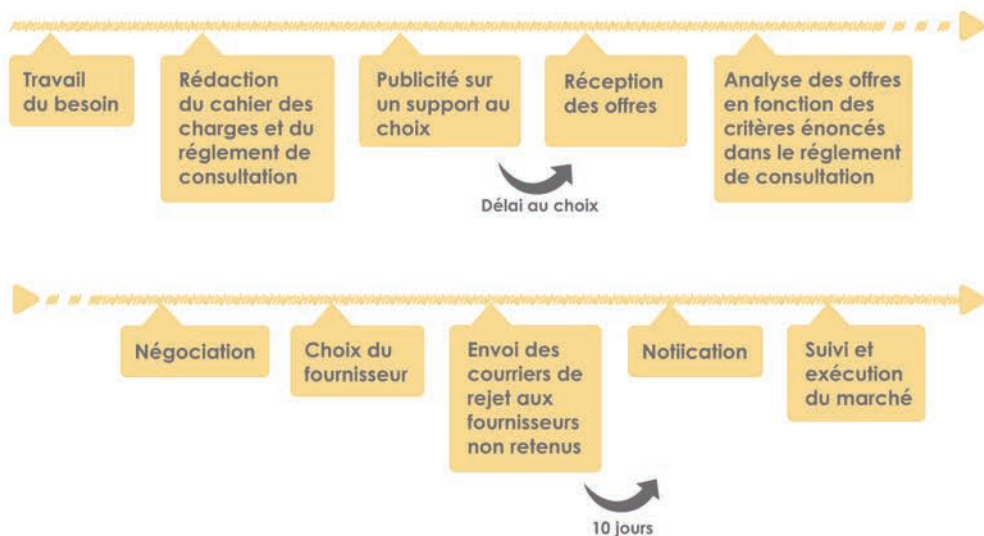 Travail
du besoin
Rédaction
du cahier des
charges et du
réglement de
consultation
Publicité sur
un support au
choix
Réception
des offres
Analyse des offres
en fonction des
critères énoncés
dans le réglement
de consultation
Délai au choix
Négociation
Choix du
fournisseur
Envoi des
courriers de
rejet aux
fournisseurs
non retenus
Notiication
Suivi et
exécution
du marché
10 jours